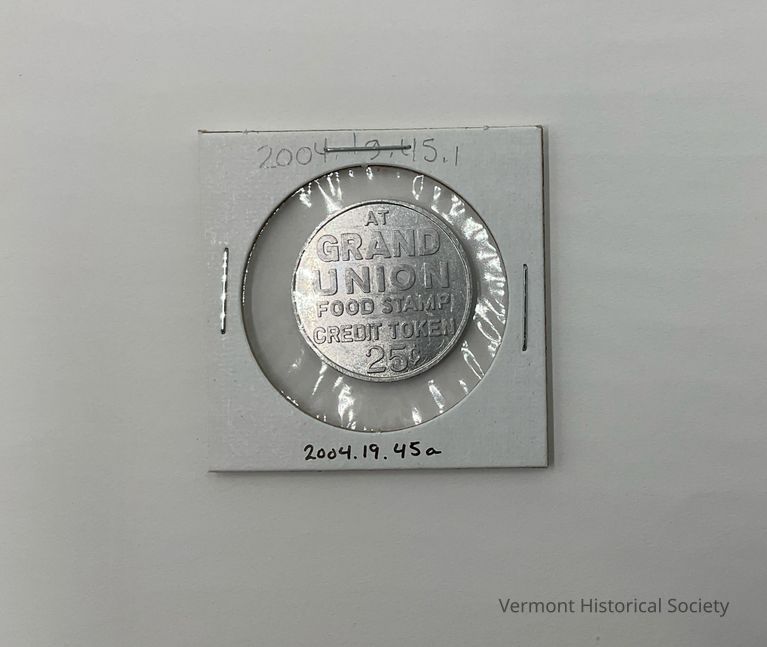 2004.19.45.1
AT
GRAND
UNION
FOOD STAMP
CREDIT TOKEN
25¢
2004.19.45a
Vermont Historical Society